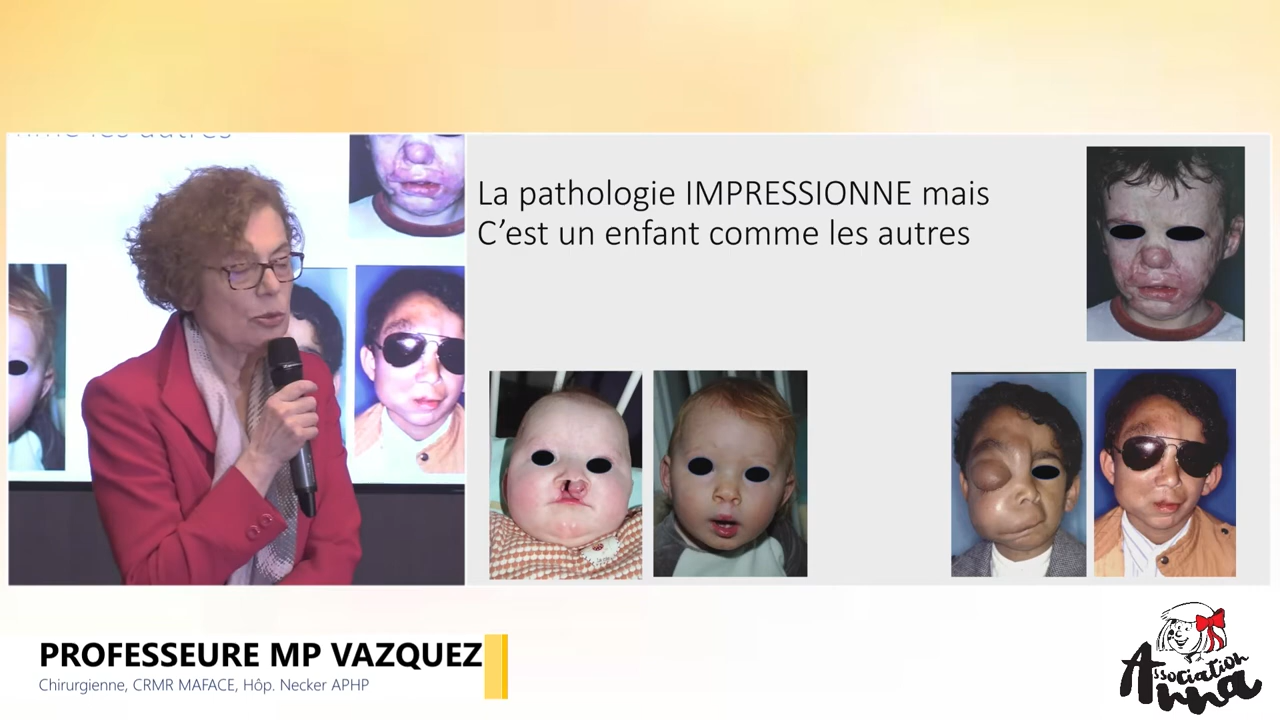 La pathologie IMPRESSIONNE mais
C’est un enfant comme les autres
PROFESSEURE MP VAZQUEZ
Chirurgienne, CRMR MAFACE, Hôp. Necker APHP
Association
Anna